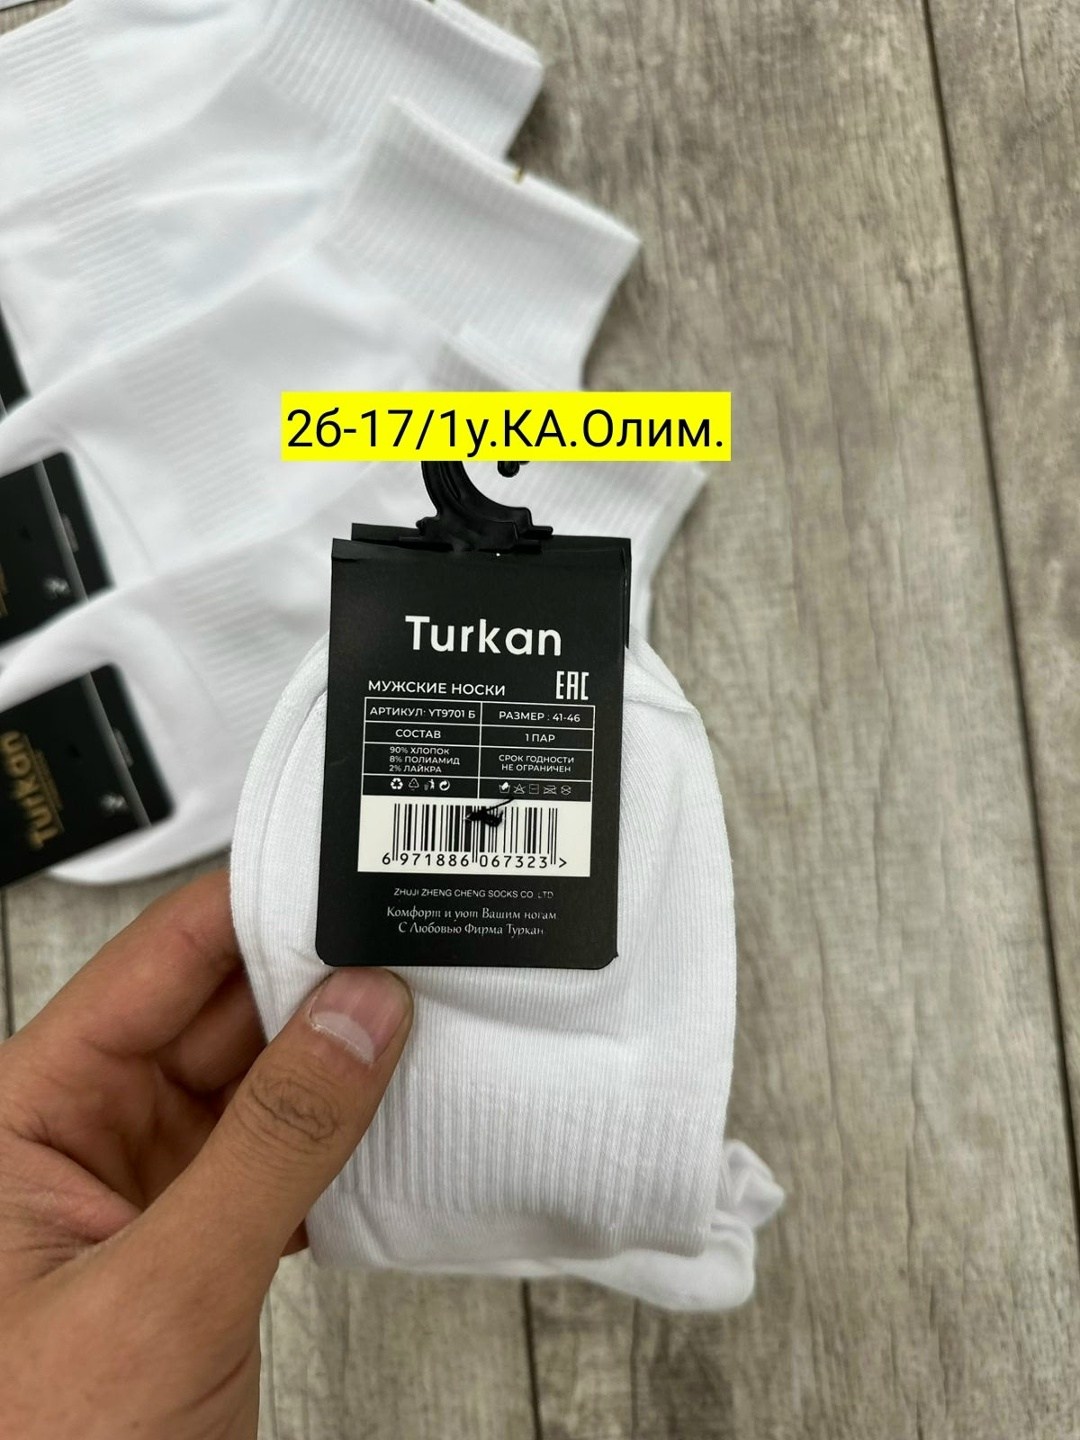 2б-17/1у.КА.Олим.
Turkan
МУЖСКИЕ НОСКИ EAC
АРТИКУЛ: YT9701 Б РАЗМЕР : 41-46
СОСТАВ 1 ПАР
90% ХЛОПОК
8% ПОЛИАМИД
2% ЛАЙКРА
СРОК ГОДНОСТИ
НЕ ОГРАНИЧЕН
6 971886 067323 >
ZHUJI ZHENG CHENG SOCKS CO LTD
Комфорт и уют Вашим ногам
С Любовью Фирма Туркан
Turkan